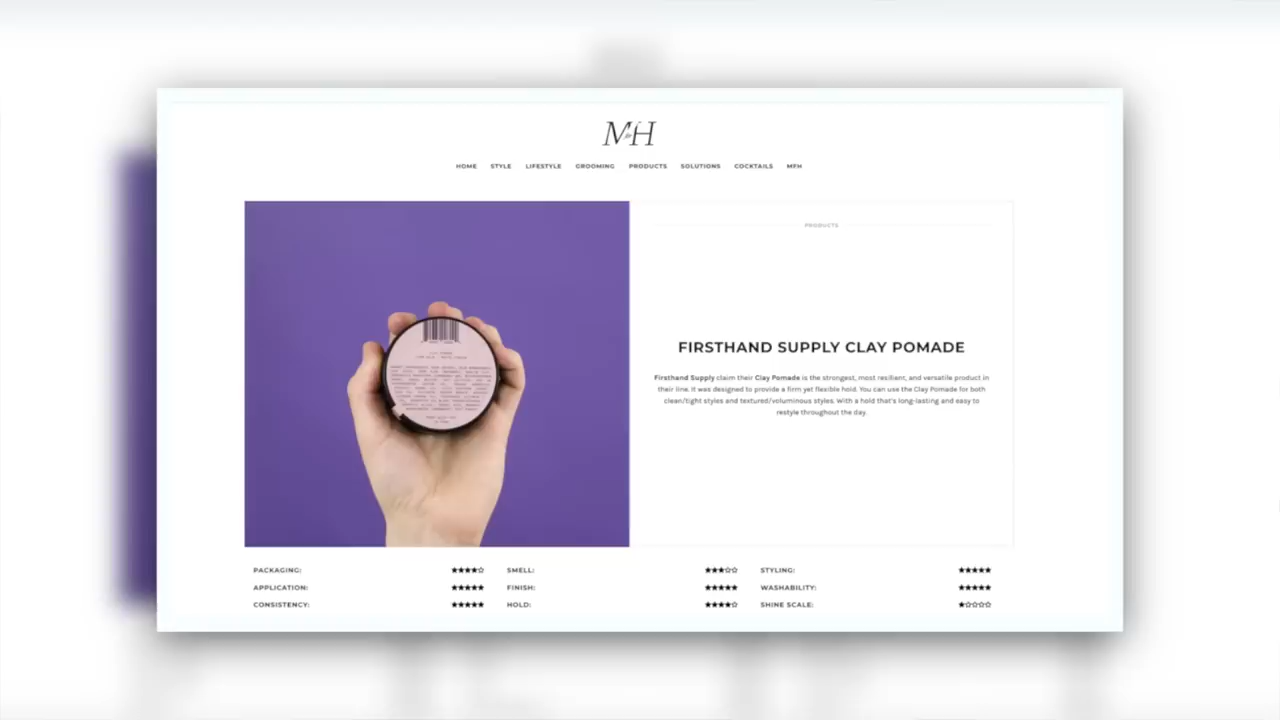 MfH
HOME STYLE LIFESTYLE GROOMING PRODUCTS SOLUTIONS COCKTAILS MFH
PRODUCTS
FIRSTHAND SUPPLY CLAY POMADE
Firsthand Supply claim their Clay Pomade is the strongest, most resilient, and versatile product in
their line. It was designed to provide a firm yet flexible hold. You can use the Clay Pomade for both
clean/tight styles and textured/voluminous styles. With a hold that's long-lasting and easy to
restyle throughout the day.
PACKAGING: ★★★★☆ SMELL: ★★★☆☆ STYLING: ★★★★★
APPLICATION: ★★★★★ FINISH: ★★★★★ WASHABILITY: ★★★★★
CONSISTENCY: ★★★★★ HOLD: ★★★★☆ SHINE SCALE: ★☆☆☆☆